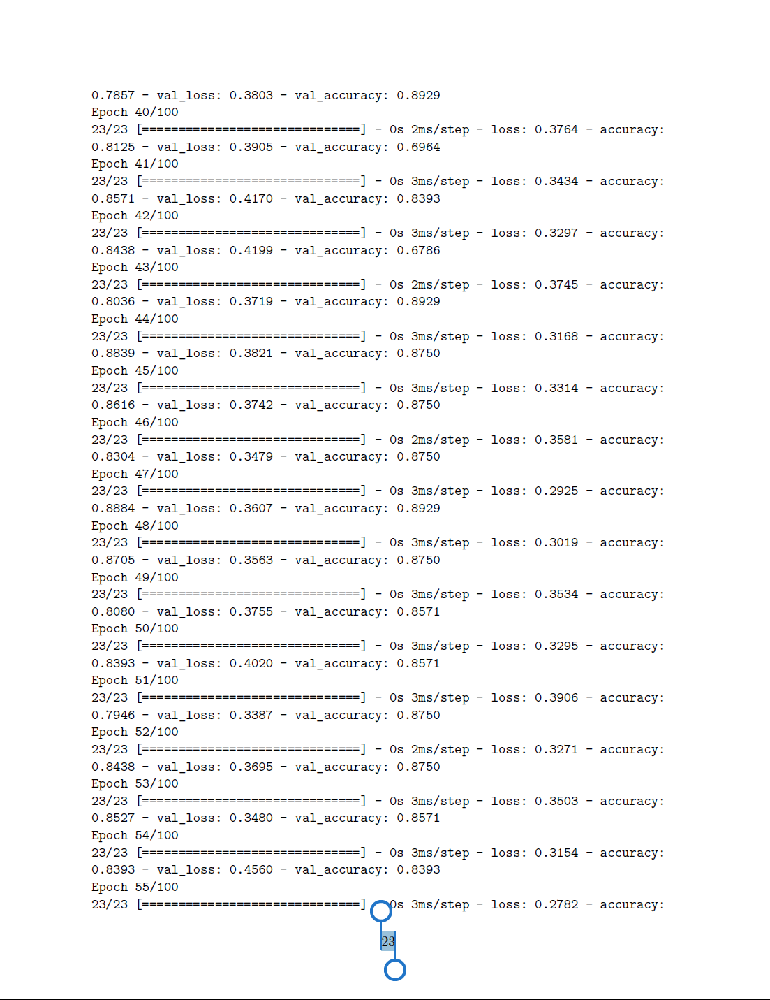 0.7857 - val_loss: 0.3803 - val_accuracy: 0.8929
Epoch 40/100
23/23 [==============================] - 0s 2ms/step - loss: 0.3764 - accuracy:
0.8125 - val_loss: 0.3905 - val_accuracy: 0.6964
Epoch 41/100
23/23 [==============================] - 0s 3ms/step - loss: 0.3434 - accuracy:
0.8571 - val_loss: 0.4170 - val_accuracy: 0.8393
Epoch 42/100
23/23 [==============================] - 0s 3ms/step - loss: 0.3297 - accuracy:
0.8438 - val_loss: 0.4199 - val_accuracy: 0.6786
Epoch 43/100
23/23 [==============================] - 0s 2ms/step - loss: 0.3745 - accuracy:
0.8036 - val_loss: 0.3719 - val_accuracy: 0.8929
Epoch 44/100
23/23 [==============================] - 0s 3ms/step - loss: 0.3168 - accuracy:
0.8839 - val_loss: 0.3821 - val_accuracy: 0.8750
Epoch 45/100
23/23 [==============================] - 0s 3ms/step - loss: 0.3314 - accuracy:
0.8616 - val_loss: 0.3742 - val_accuracy: 0.8750
Epoch 46/100
23/23 [==============================] - 0s 2ms/step - loss: 0.3581 - accuracy:
0.8304 - val_loss: 0.3479 - val_accuracy: 0.8750
Epoch 47/100
23/23 [==============================] - 0s 3ms/step - loss: 0.2925 - accuracy:
0.8884 - val_loss: 0.3607 - val_accuracy: 0.8929
Epoch 48/100
23/23 [==============================] - 0s 3ms/step - loss: 0.3019 - accuracy:
0.8705 - val_loss: 0.3563 - val_accuracy: 0.8750
Epoch 49/100
23/23 [==============================] - 0s 3ms/step - loss: 0.3534 - accuracy:
0.8080 - val_loss: 0.3755 - val_accuracy: 0.8571
Epoch 50/100
23/23 [==============================] - 0s 3ms/step - loss: 0.3295 - accuracy:
0.8393 - val_loss: 0.4020 - val_accuracy: 0.8571
Epoch 51/100
23/23 [==============================] - 0s 3ms/step - loss: 0.3906 - accuracy:
0.7946 - val_loss: 0.3387 - val_accuracy: 0.8750
Epoch 52/100
23/23 [==============================] - 0s 2ms/step - loss: 0.3271 - accuracy:
0.8438 - val_loss: 0.3695 - val_accuracy: 0.8750
Epoch 53/100
23/23 [==============================] - 0s 3ms/step - loss: 0.3503 - accuracy:
0.8527 - val_loss: 0.3480 - val_accuracy: 0.8571
Epoch 54/100
23/23 [==============================] - 0s 3ms/step - loss: 0.3154 - accuracy:
0.8393 - val_loss: 0.4560 - val_accuracy: 0.8393
Epoch 55/100
23/23 [==============================] 0s 3ms/step - loss: 0.2782 - accuracy:
23